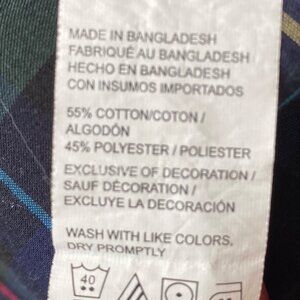 MADE IN BANGLADESH
FABRIQUÉ AU BANGLADESH
HECHO EN BANGLADESH
CON INSUMOS IMPORTADOS
55% COTTON/COTON /
ALGODÓN
45% POLYESTER / POLIESTER
EXCLUSIVE OF DECORATION /
SAUF DÉCORATION /
EXCLUYE LA DECORACIÓN
WASH WITH LIKE COLORS,
DRY PROMPTLY
40